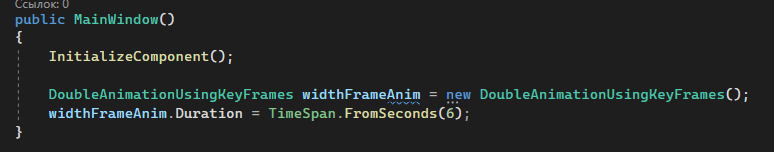 Ссылок: 0
public MainWindow()
{
InitializeComponent();
DoubleAnimationUsingKeyFrames widthFrameAnim = new DoubleAnimationUsingKeyFrames();
widthFrameAnim.Duration = TimeSpan.FromSeconds(6);
}